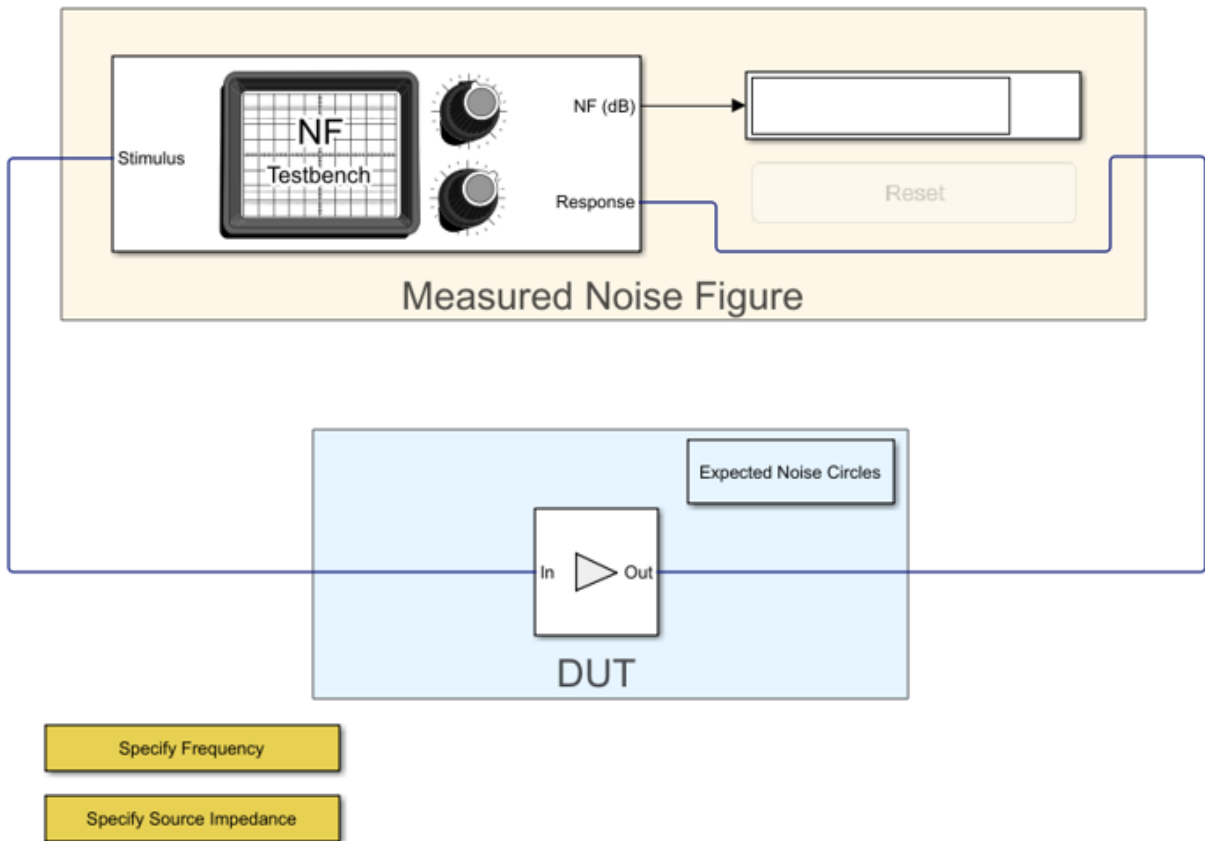 NF
Testbench
Stimulus
NF (dB)
Response
Reset
Measured Noise Figure
Expected Noise Circles
In
Out
DUT
Specify Frequency
Specify Source Impedance